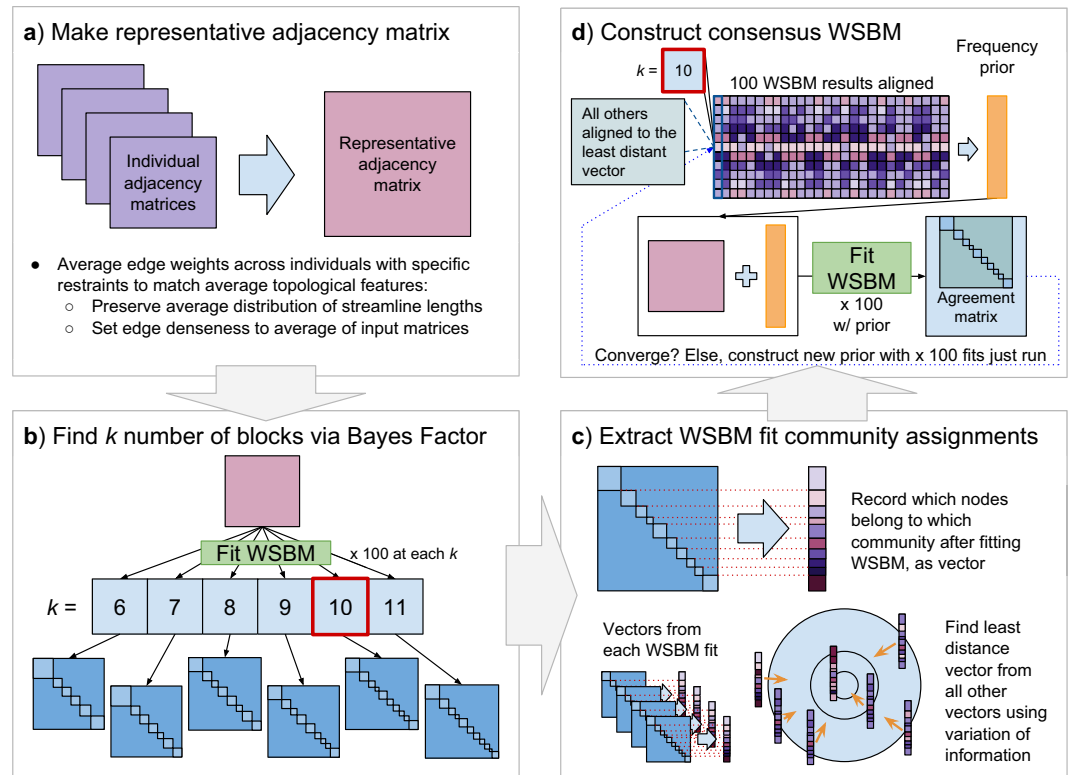 a) Make representative adjacency matrix
Individual
adjacency
matrices
Representative
adjacency
matrix
● Average edge weights across individuals with specific
restraints to match average topological features:
○ Preserve average distribution of streamline lengths
○ Set edge denseness to average of input matrices
b) Find k number of blocks via Bayes Factor
Fit WSBM
x 100 at each k
k = 6 7 8 9 10 11
c) Extract WSBM fit community assignments
Record which nodes
belong to which
community after fitting
WSBM, as vector
Vectors from
each WSBM fit
Find least
distance
vector from
all other
vectors using
variation of
information
d) Construct consensus WSBM
k = 10
100 WSBM results aligned
Frequency
prior
All others
aligned to the
least distant
vector
Fit
WSBM
x 100
w/ prior
Agreement
matrix
Converge? Else, construct new prior with x 100 fits just run